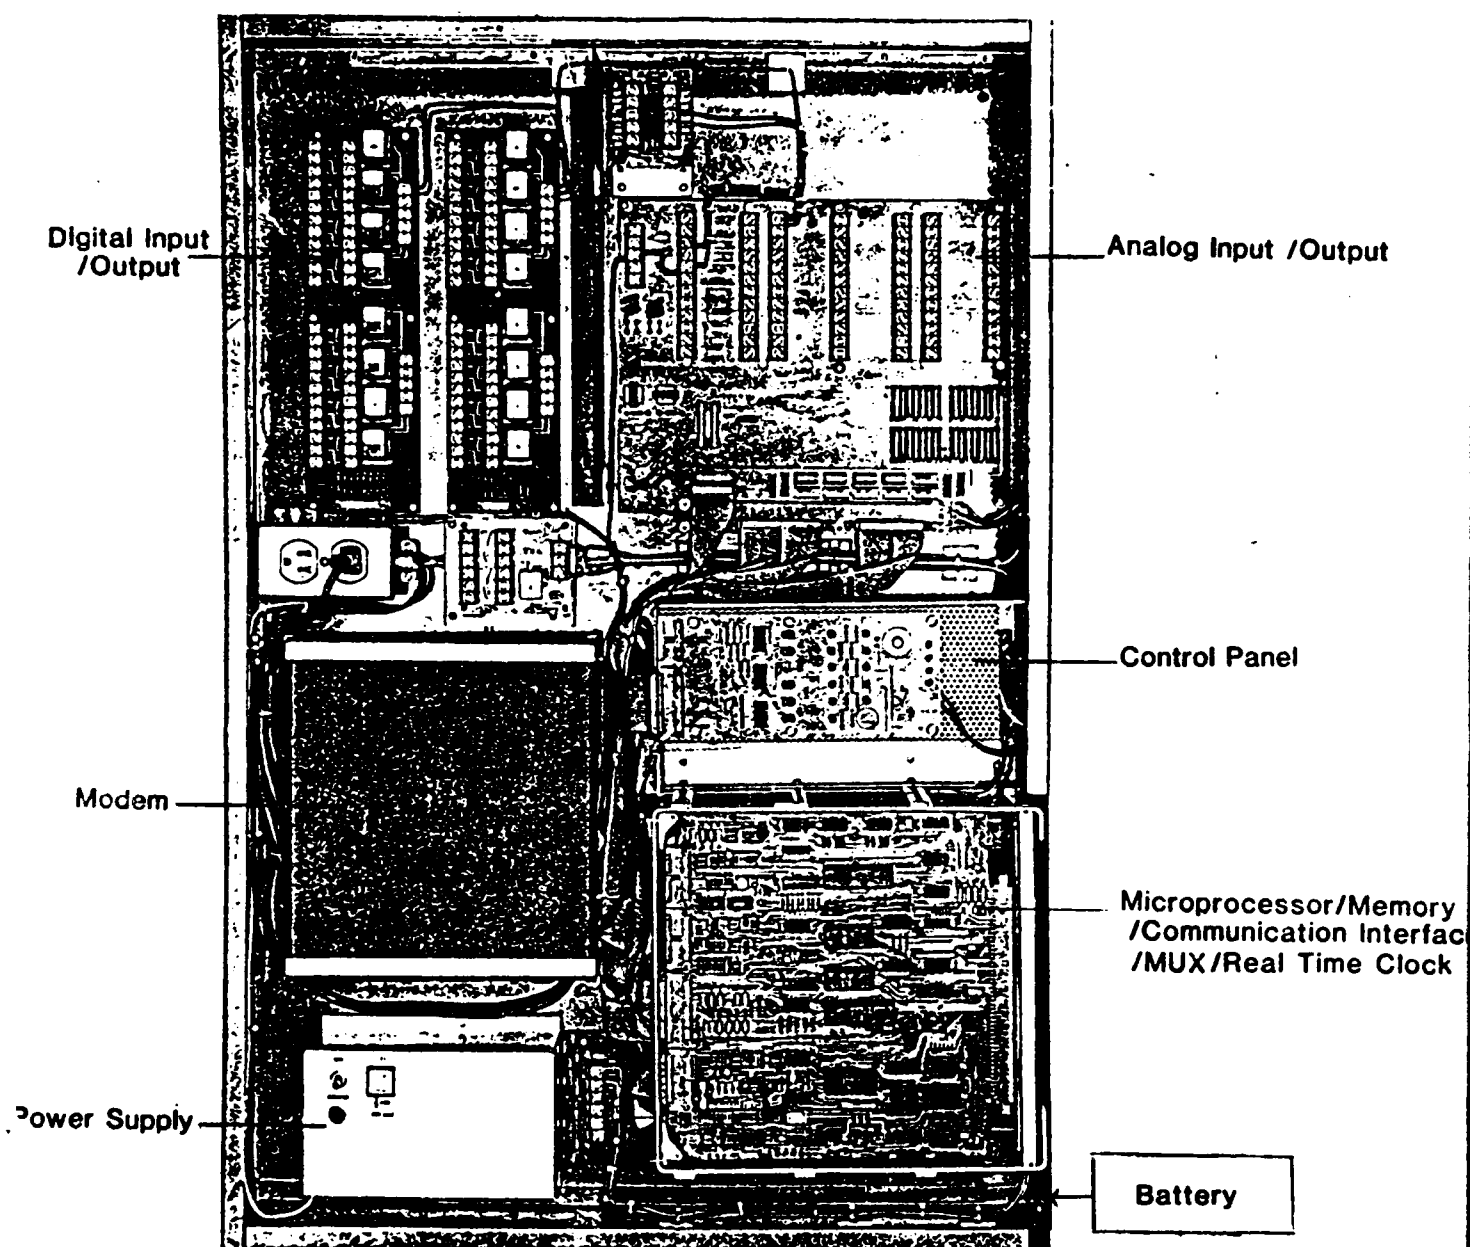 Digital Input
/Output
Analog Input /Output
Control Panel
Modem
Microprocessor/Memory
/Communication Interfac
/MUX/Real Time Clock
Power Supply
Battery